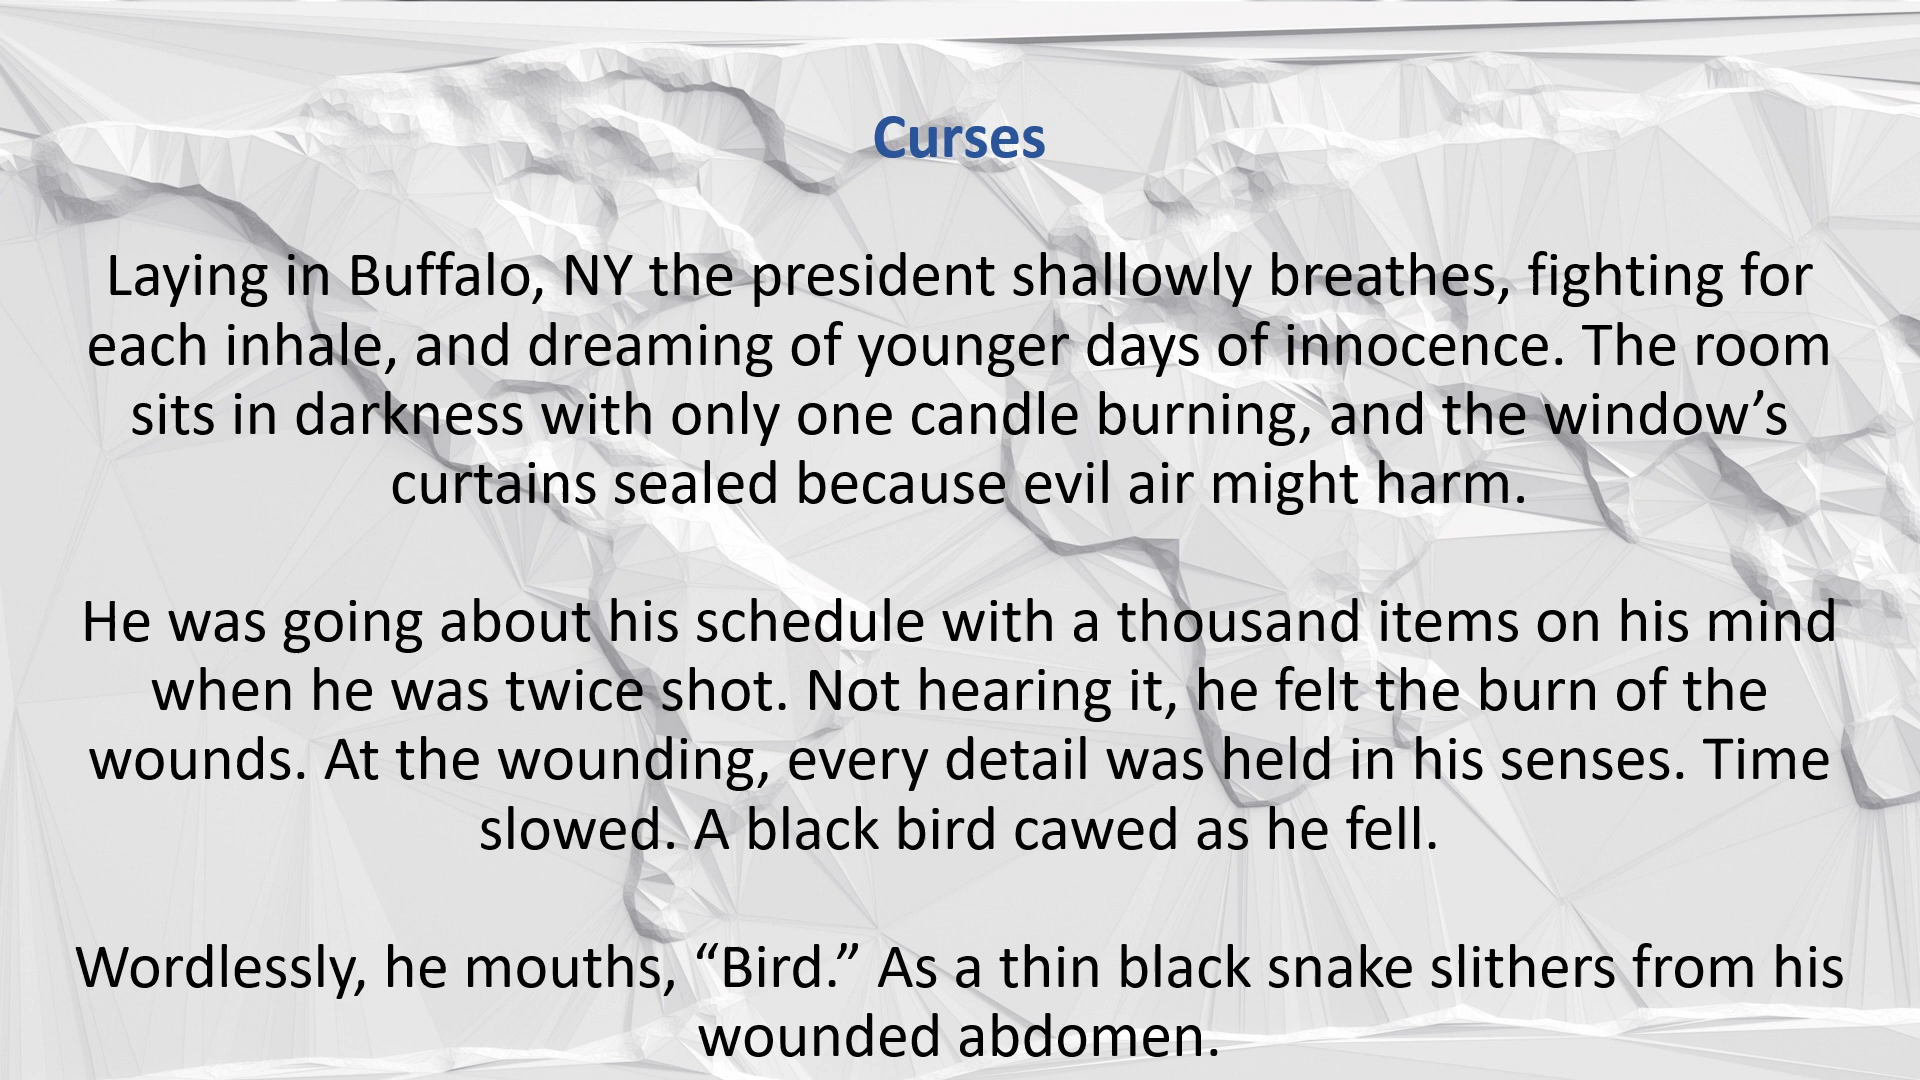 Curses
Laying in Buffalo, NY the president shallowly breathes, fighting for
each inhale, and dreaming of younger days of innocence. The room
sits in darkness with only one candle burning, and the window’s
curtains sealed because evil air might harm.
He was going about his schedule with a thousand items on his mind
when he was twice shot. Not hearing it, he felt the burn of the
wounds. At the wounding, every detail was held in his senses. Time
slowed. A black bird cawed as he fell.
Wordlessly, he mouths, “Bird.” As a thin black snake slithers from his
wounded abdomen.